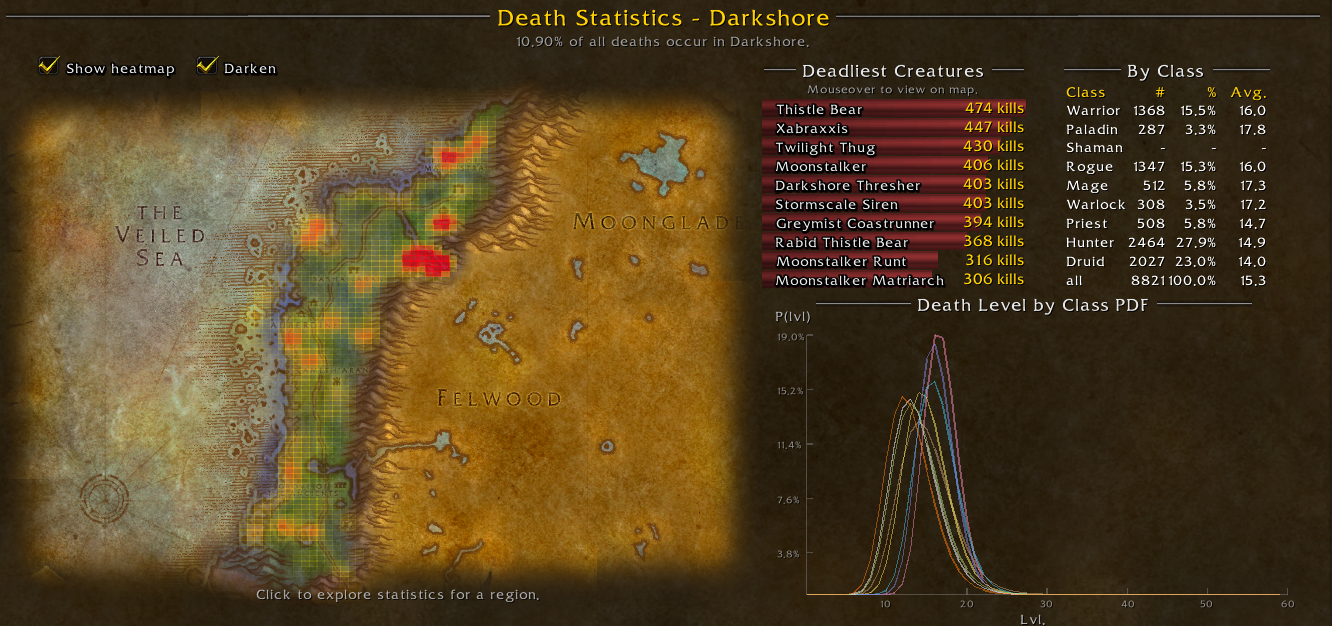 Death Statistics - Darkshore
10.90% of all deaths occur in Darkshore.
Show heatmap
Darken
THE
VEILED
SEA
MOONGLADE
FELWOOD
Click to explore statistics for a region.
Deadliest Creatures
Mouseover to view on map.
Thistle Bear 474 kills
Xabraxxis 447 kills
Twilight Thug 430 kills
Moonstalker 406 kills
Darkshore Thresher 403 kills
Stormscale Siren 403 kills
Greymist Coastrunner 394 kills
Rabid Thistle Bear 368 kills
Moonstalker Runt 316 kills
Moonstalker Matriarch 306 kills
By Class
Class # % Avg.
Warrior 1368 15.5% 16.0
Paladin 287 3.3% 17.8
Shaman - - -
Rogue 1347 15.3% 16.0
Mage 512 5.8% 17.3
Warlock 308 3.5% 17.2
Priest 508 5.8% 14.7
Hunter 2464 27.9% 14.9
Druid 2027 23.0% 14.0
all 8821 100.0% 15.3
Death Level by Class PDF
P(lvl)
19.0%
15.2%
11.4%
7.6%
3.8%
10 20 30 40 50 60
Lvl.